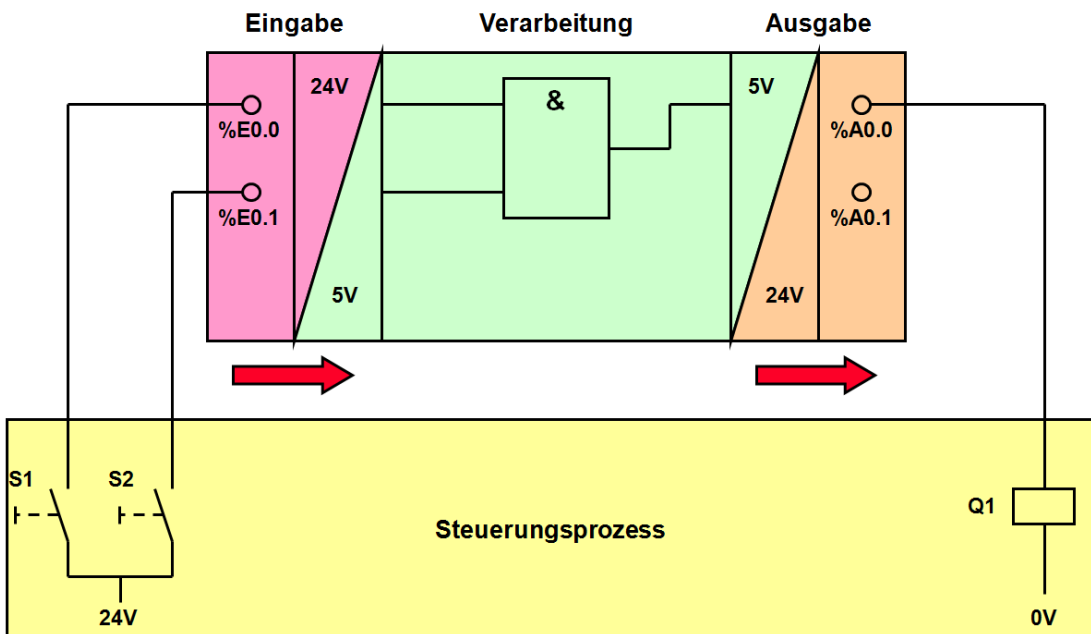 Eingabe Verarbeitung Ausgabe
24V & 5V
%E0.0 %A0.0
%E0.1 %A0.1
5V 24V
S1 S2
Q1
Steuerungsprozess
24V 0V